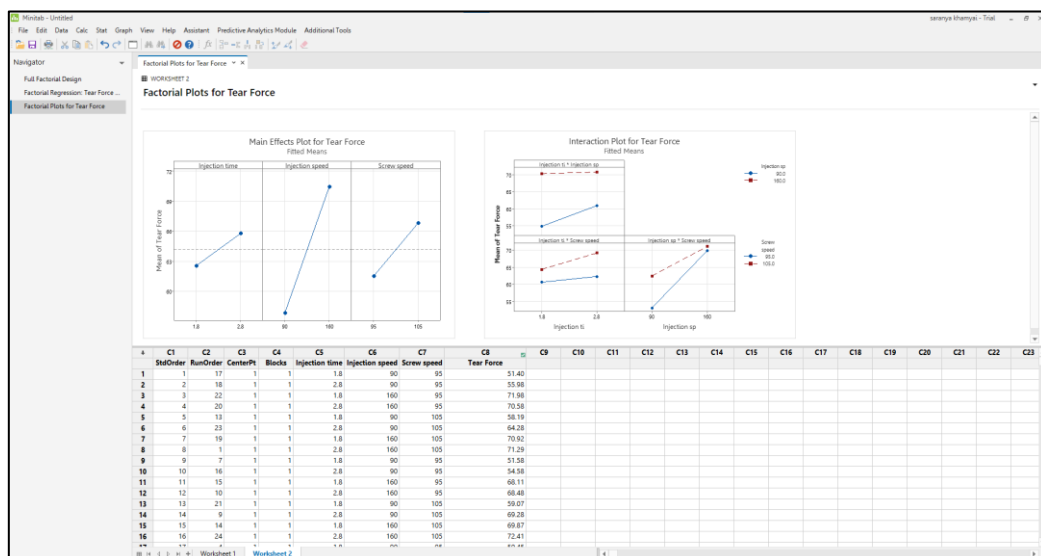 Minitab - Untitled
saranya khamyai - Trial
File Edit Data Calc Stat Graph View Help Assistant Predictive Analytics Module Additional Tools
Navigator
Factorial Plots for Tear Force
Full Factorial Design
Factorial Regression: Tear Force ...
Factorial Plots for Tear Force
WORKSHEET 2
Factorial Plots for Tear Force
Main Effects Plot for Tear Force
Fitted Means
Injection time Injection speed Screw speed
Mean of Tear Force
72
69
66
63
60
1.8 2.8 90 160 95 105
Interaction Plot for Tear Force
Fitted Means
Injection ti * Injection sp
Injection sp
90.0
160.0
Mean of Tear Force
70
65
60
55
Injection ti * Screw speed Injection sp * Screw speed
Screw
speed
95.0
105.0
70
65
60
55
1.8 2.8 90 160
Injection ti Injection sp
C1 C2 C3 C4 C5 C6 C7 C8 C9 C10 C11 C12 C13 C14 C15 C16 C17 C18 C19 C20 C21 C22 C23
StdOrder RunOrder CenterPt Blocks Injection time Injection speed Screw speed Tear Force
1 1 17 1 1 1.8 90 95 51.40
2 2 18 1 1 2.8 90 95 55.98
3 3 22 1 1 1.8 160 95 71.98
4 4 20 1 1 2.8 160 95 70.58
5 5 13 1 1 1.8 90 105 58.19
6 6 23 1 1 2.8 90 105 64.28
7 7 19 1 1 1.8 160 105 70.92
8 8 1 1 1 2.8 160 105 71.29
9 9 7 1 1 1.8 90 95 51.58
10 10 16 1 1 2.8 90 95 54.58
11 11 15 1 1 1.8 160 95 68.11
12 12 10 1 1 2.8 160 95 68.48
13 13 21 1 1 1.8 90 105 59.07
14 14 9 1 1 2.8 90 105 69.28
15 15 14 1 1 1.8 160 105 69.87
16 16 24 1 1 2.8 160 105 72.41
Worksheet 1 Worksheet 2